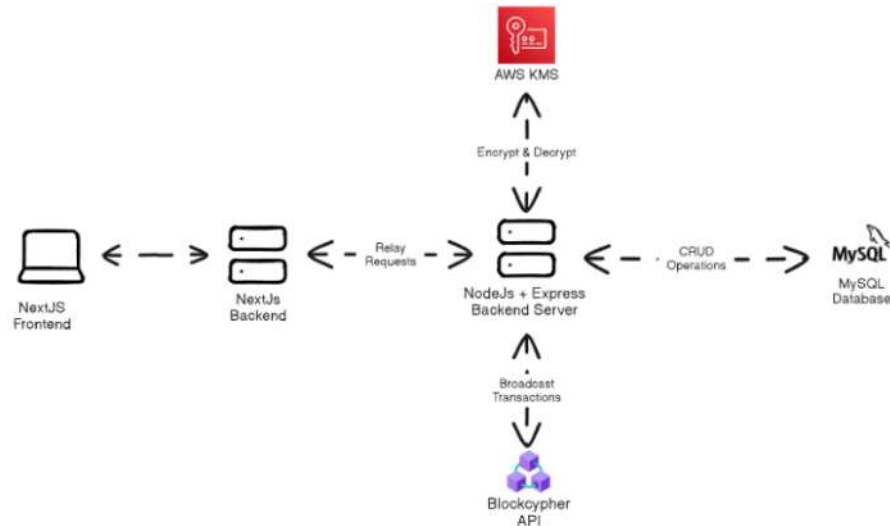 AWS KMS
Encrypt & Decrypt
NextJS
Frontend
NextJs
Backend
Relay
Requests
NodeJs + Express
Backend Server
CRUD
Operations
MySQL
MySQL
Database
Broadcast
Transactions
Blockcypher
API